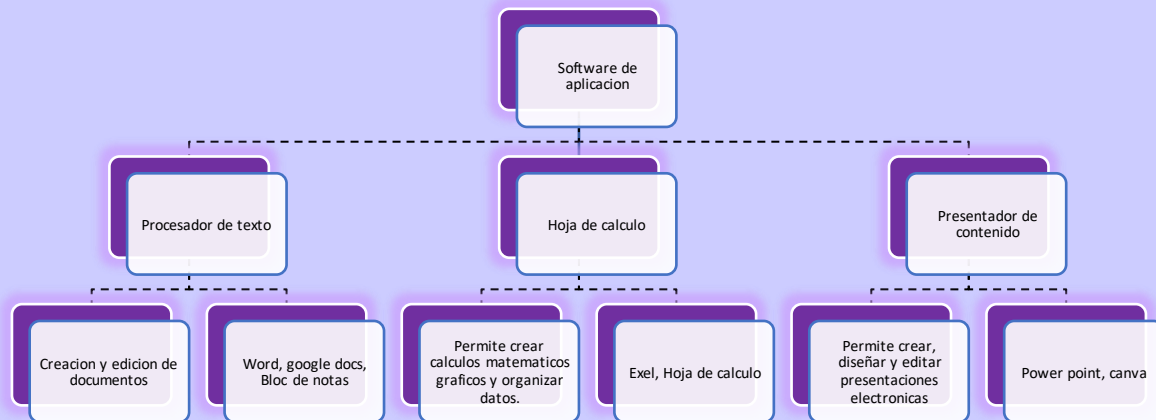 Software de
aplicacion
Procesador de texto
Hoja de calculo
Presentador de
contenido
Creacion y edicion de
documentos
Word, google docs,
Bloc de notas
Permite crear
calculos matematicos
graficos y organizar
datos.
Exel, Hoja de calculo
Permite crear,
diseñar y editar
presentaciones
electronicas
Power point, canva